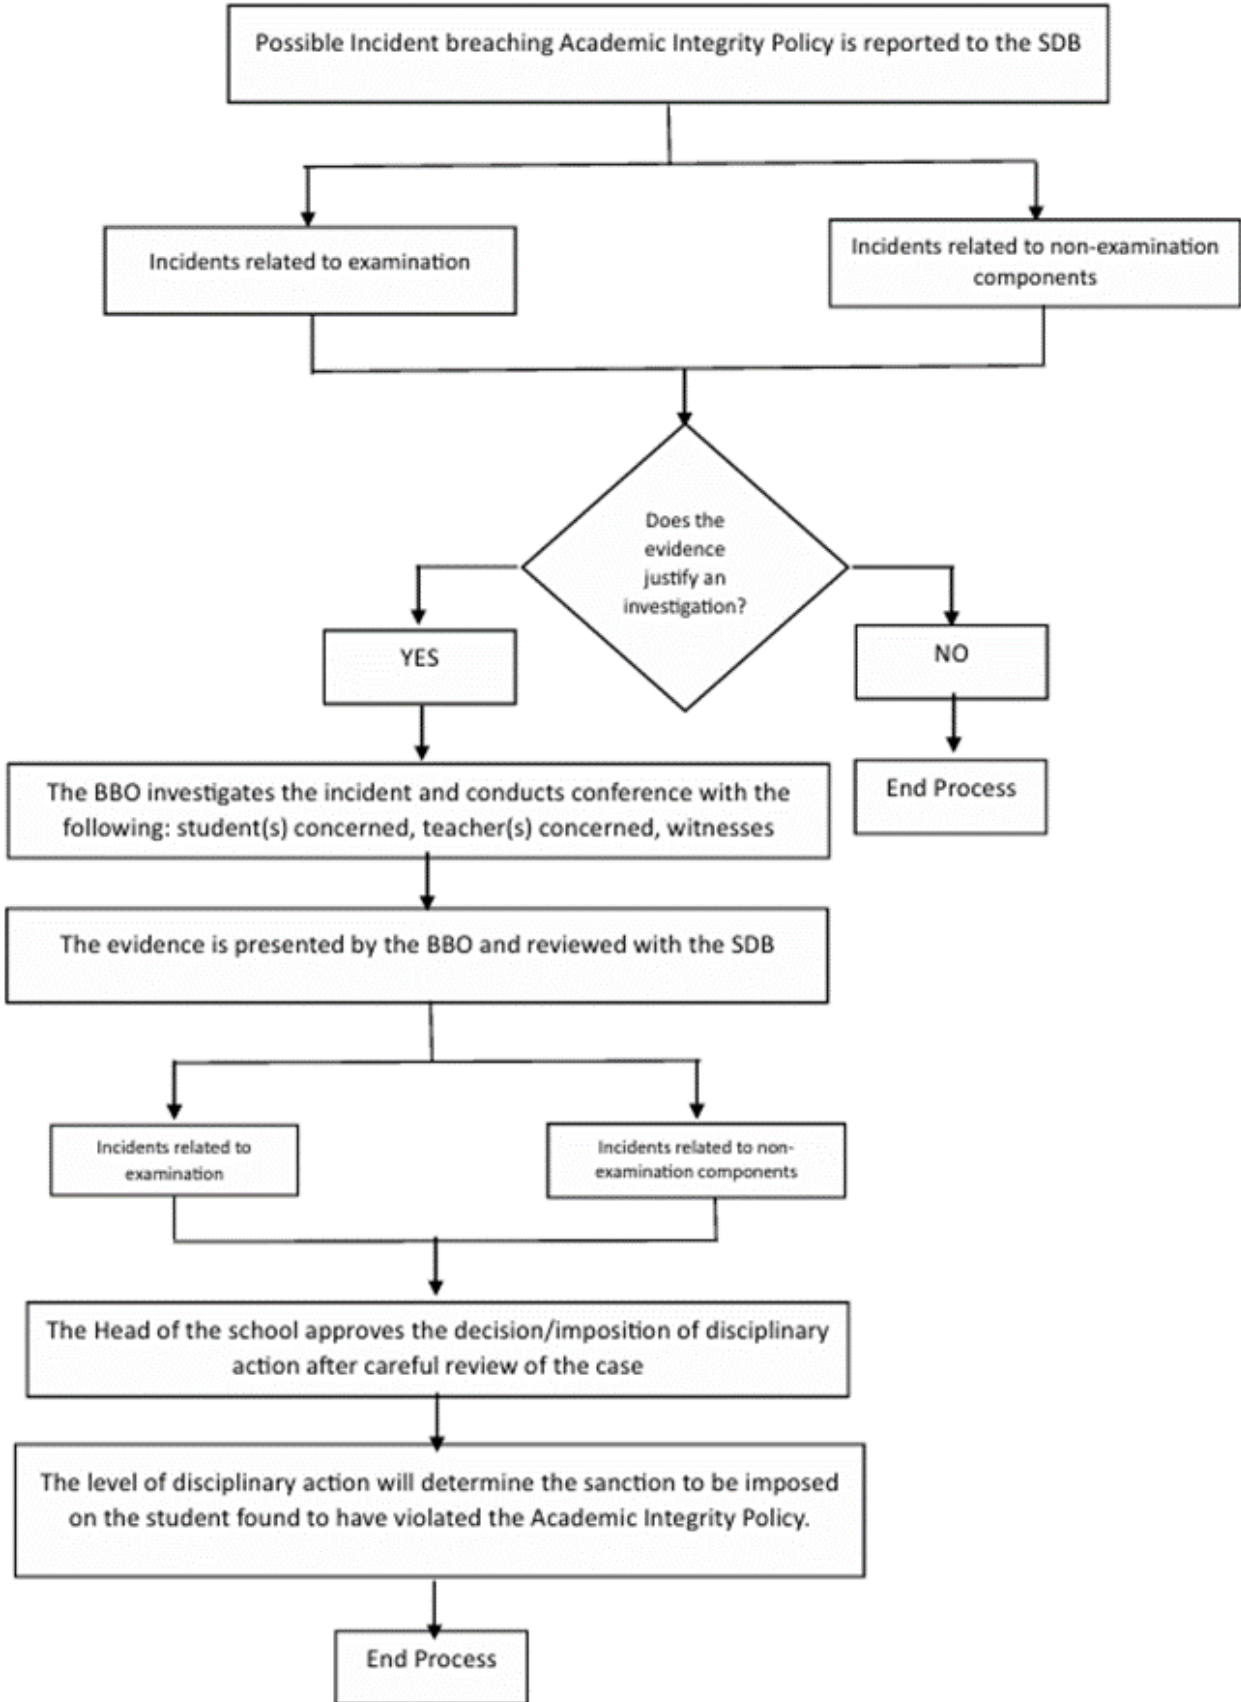 Possible Incident breaching Academic Integrity Policy is reported to the SDB
Incidents related to examination
Incidents related to non-examination
components
Does the
evidence
justify an
investigation?
YES
NO
The BBO investigates the incident and conducts conference with the
following: student(s) concerned, teacher(s) concerned, witnesses
End Process
The evidence is presented by the BBO and reviewed with the SDB
Incidents related to
examination
Incidents related to non-
examination components
The Head of the school approves the decision/imposition of disciplinary
action after careful review of the case
The level of disciplinary action will determine the sanction to be imposed
on the student found to have violated the Academic Integrity Policy.
End Process